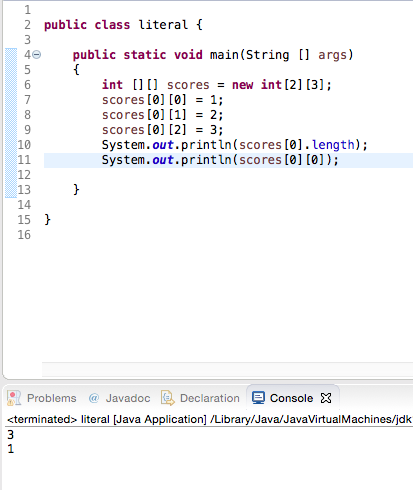 1
2 public class literal {
3
4 public static void main(String [] args)
5 {
6 int [][] scores = new int[2][3];
7 scores[0][0] = 1;
8 scores[0][1] = 2;
9 scores[0][2] = 3;
10 System.out.println(scores[0].length);
11 System.out.println(scores[0][0]);
12
13 }
14
15 }
16
Problems @ Javadoc Declaration Console
<terminated> literal [Java Application] /Library/Java/JavaVirtualMachines/jdk
3
1